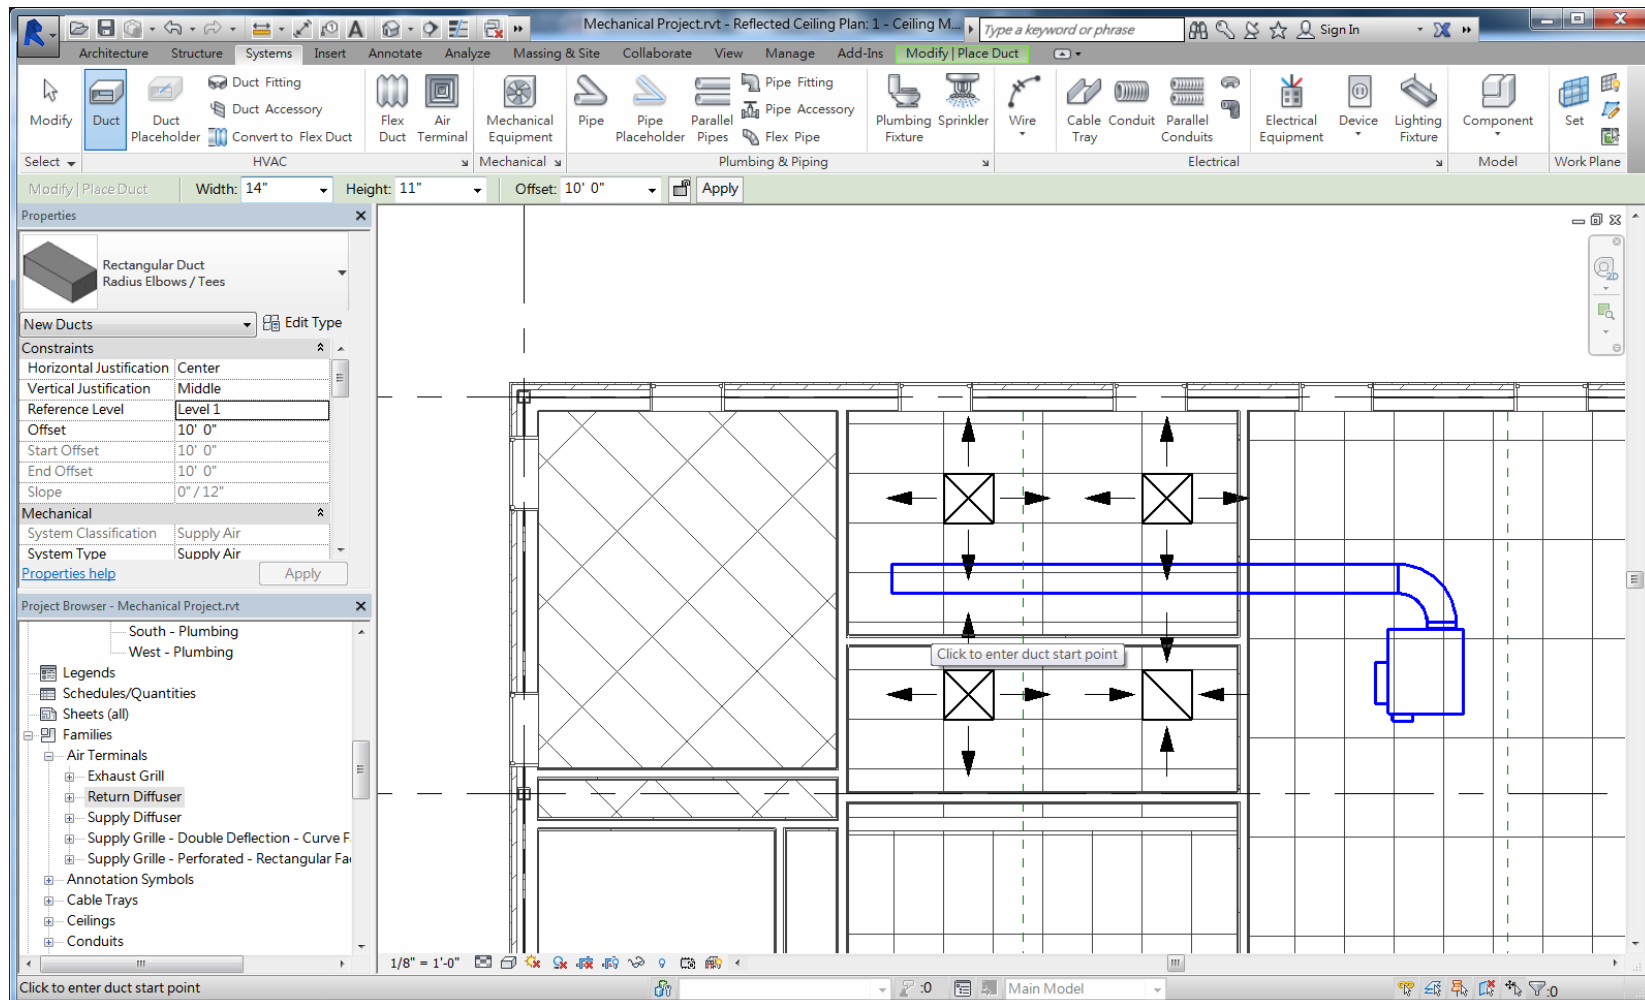 Mechanical Project.rvt - Reflected Ceiling Plan: 1 - Ceiling M...
Type a keyword or phrase
Sign In
Architecture Structure Systems Insert Annotate Analyze Massing & Site Collaborate View Manage Add-Ins Modify | Place Duct
Modify
Duct
Duct Placeholder
Duct Fitting
Duct Accessory
Convert to Flex Duct
Flex Duct
Air Terminal
Mechanical Equipment
Pipe
Pipe Placeholder
Parallel Pipes
Pipe Fitting
Pipe Accessory
Flex Pipe
Plumbing Fixture
Sprinkler
Wire
Cable Tray
Conduit
Parallel Conduits
Electrical Equipment
Device
Lighting Fixture
Component
Set
Select HVAC Mechanical Plumbing & Piping Electrical Model Work Plane
Modify | Place Duct Width: 14" Height: 11" Offset: 10' 0" Apply
Properties
Rectangular Duct
Radius Elbows / Tees
New Ducts Edit Type
Constraints
Horizontal Justification Center
Vertical Justification Middle
Reference Level Level 1
Offset 10' 0"
Start Offset 10' 0"
End Offset 10' 0"
Slope 0" / 12"
Mechanical
System Classification Supply Air
System Type Supply Air
Properties help Apply
Project Browser - Mechanical Project.rvt
South - Plumbing
West - Plumbing
Legends
Schedules/Quantities
Sheets (all)
Families
Air Terminals
Exhaust Grill
Return Diffuser
Supply Diffuser
Supply Grille - Double Deflection - Curve F
Supply Grille - Perforated - Rectangular Fa
Annotation Symbols
Cable Trays
Ceilings
Conduits
2D
Click to enter duct start point
1/8" = 1'-0"
Click to enter duct start point :0 Main Model :0